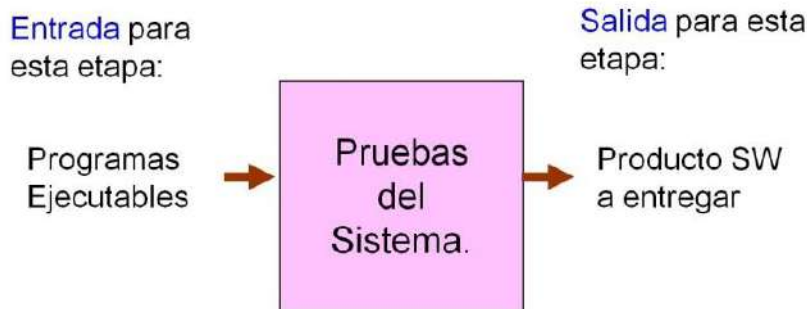 Entrada para
esta etapa:
Programas
Ejecutables
Pruebas
del
Sistema.
Salida para esta
etapa:
Producto SW
a entregar